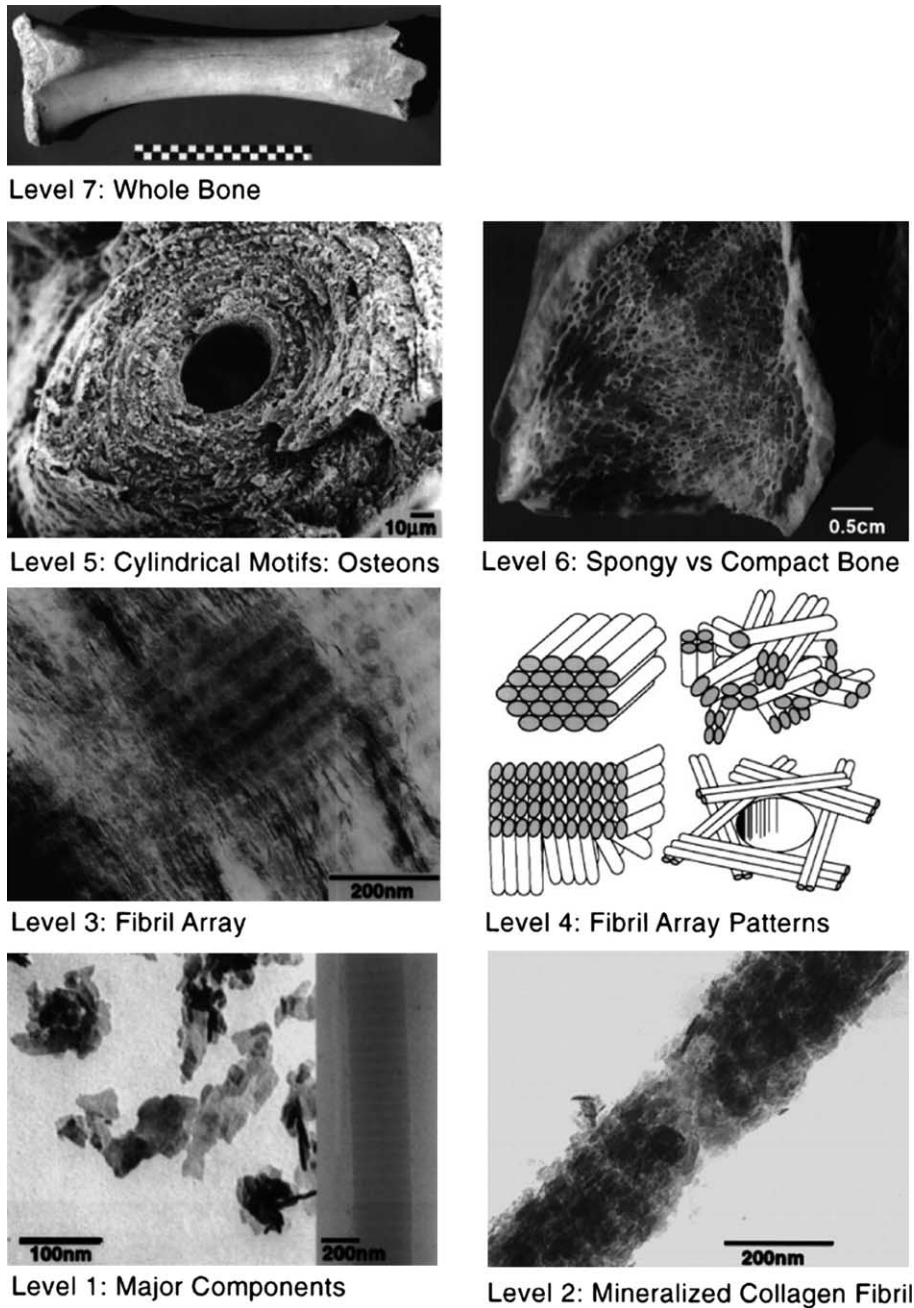 Level 7: Whole Bone
10μm
0.5cm
Level 5: Cylindrical Motifs: Osteons
Level 6: Spongy vs Compact Bone
200nm
Level 3: Fibril Array
Level 4: Fibril Array Patterns
100nm
200nm
200nm
Level 1: Major Components
Level 2: Mineralized Collagen Fibril